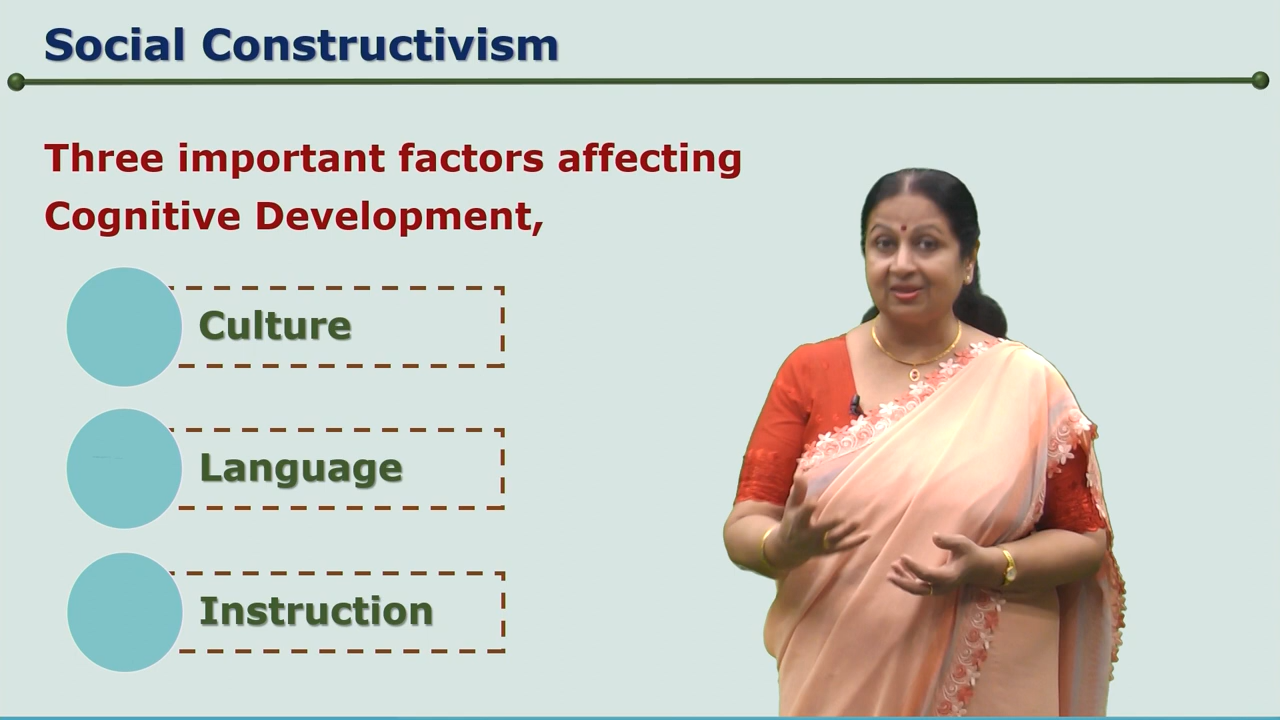 Social Constructivism
Three important factors affecting
Cognitive Development,
Culture
Language
Instruction